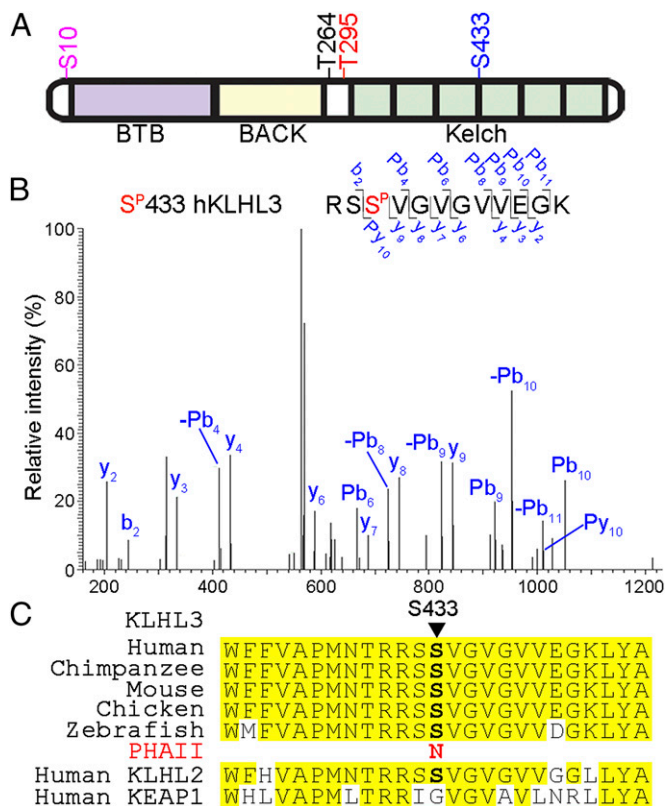 A
S10
T264
T295
S433
BTB
BACK
Kelch
B
b2 Pb4 Pb6 Pb8 Pb9 Pb10 Pb11
Sᴾ433 hKLHL3
RSSᴾVGVGVVEGK
Py10 y9 y8 y7 y6 y4 y3 y2
Relative intensity (%)
100
80
60
40
20
0
y2
b2
y3
-Pb4
y4
y6
Pb6
y7
-Pb8
y8
-Pb9
y9
Pb9
-Pb10
-Pb11
Pb10
Py10
200 400 600 800 1000 1200
C
S433
KLHL3
Human WFFVAPMNTRRSSVGVGVVEGKLYA
Chimpanzee WFFVAPMNTRRSSVGVGVVEGKLYA
Mouse WFFVAPMNTRRSSVGVGVVEGKLYA
Chicken WFFVAPMNTRRSSVGVGVVEGKLYA
Zebrafish WMFVAPMNTRRSSVGVGVVDGKLYA
PHAII N
Human KLHL2 WFHVAPMNTRRSSVGVGVVGGLLYA
Human KEAP1 WHLVAPMLTRRIGVGVAVLNRLLYA